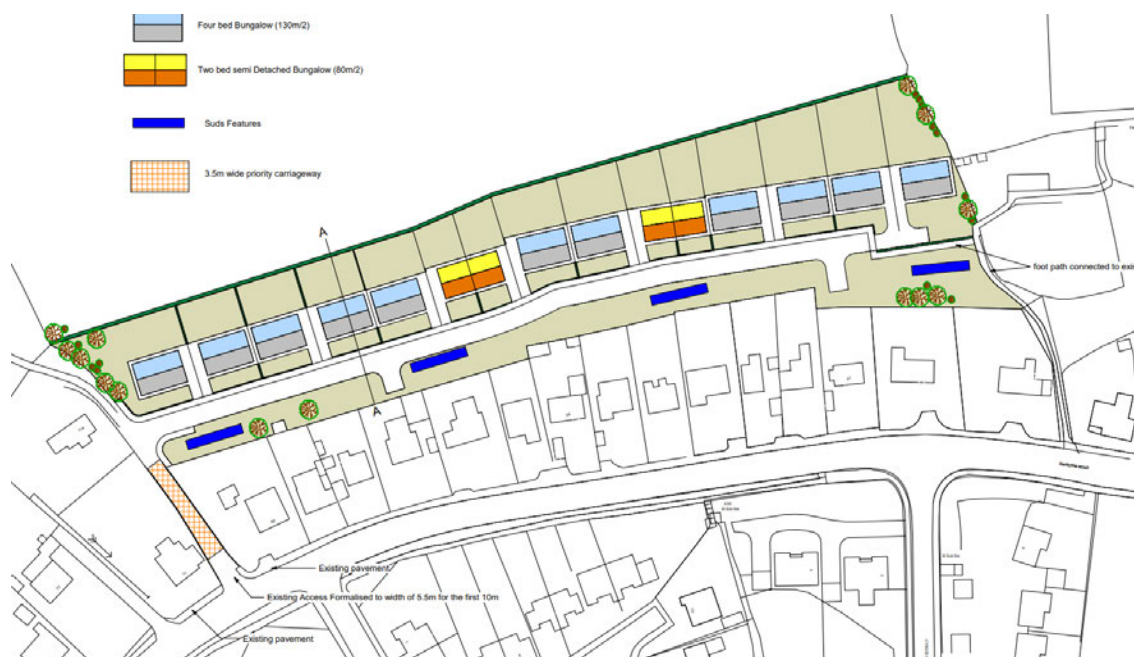 Four bed Bungalow (130m/2)
Two bed semi Detached Bungalow (80m/2)
Suds Features
3.5m wide priority carriageway
A
foot path connected to exis
A
Existing pavement
Existing Access Formalised to width of 5.5m for the first 10m
Existing pavement